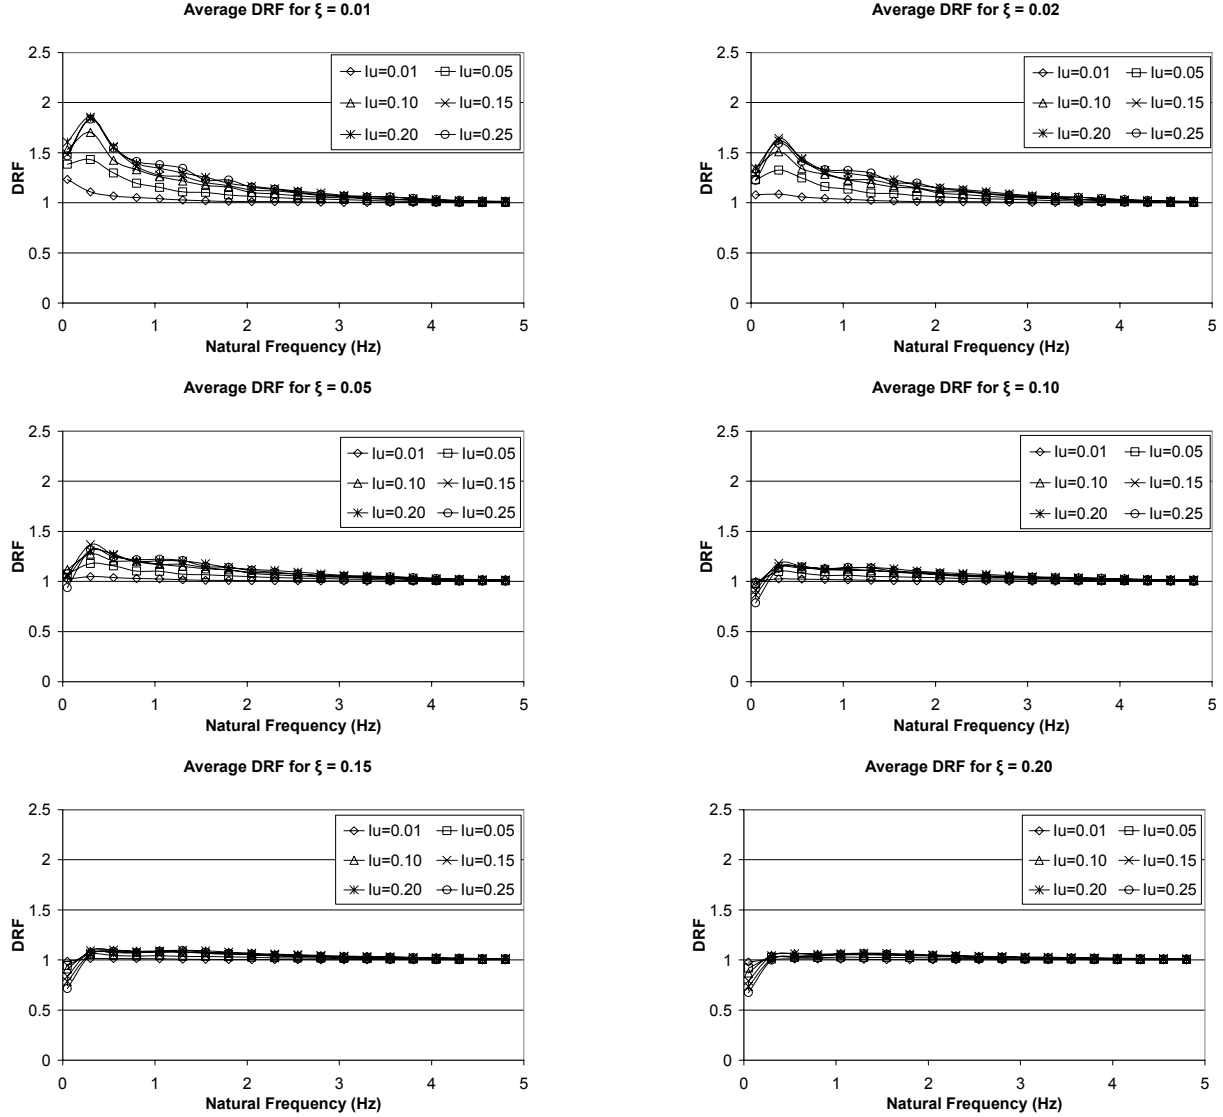 Average DRF for ξ = 0.01
2.5
2
1.5
1
0.5
0
DRF
Iu=0.01 Iu=0.05
Iu=0.10 Iu=0.15
Iu=0.20 Iu=0.25
0 1 2 3 4 5
Natural Frequency (Hz)
Average DRF for ξ = 0.02
2.5
2
1.5
1
0.5
0
DRF
Iu=0.01 Iu=0.05
Iu=0.10 Iu=0.15
Iu=0.20 Iu=0.25
0 1 2 3 4 5
Natural Frequency (Hz)
Average DRF for ξ = 0.05
2.5
2
1.5
1
0.5
0
DRF
Iu=0.01 Iu=0.05
Iu=0.10 Iu=0.15
Iu=0.20 Iu=0.25
0 1 2 3 4 5
Natural Frequency (Hz)
Average DRF for ξ = 0.10
2.5
2
1.5
1
0.5
0
DRF
Iu=0.01 Iu=0.05
Iu=0.10 Iu=0.15
Iu=0.20 Iu=0.25
0 1 2 3 4 5
Natural Frequency (Hz)
Average DRF for ξ = 0.15
2.5
2
1.5
1
0.5
0
DRF
Iu=0.01 Iu=0.05
Iu=0.10 Iu=0.15
Iu=0.20 Iu=0.25
0 1 2 3 4 5
Natural Frequency (Hz)
Average DRF for ξ = 0.20
2.5
2
1.5
1
0.5
0
DRF
Iu=0.01 Iu=0.05
Iu=0.10 Iu=0.15
Iu=0.20 Iu=0.25
0 1 2 3 4 5
Natural Frequency (Hz)